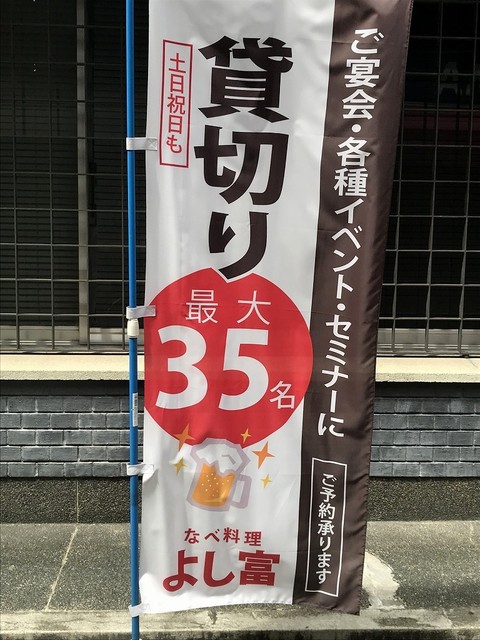 ご宴会・各種イベント・セミナーに
ご予約承ります
土日祝日も
貸切り
最大
35名
なべ料理
よし富